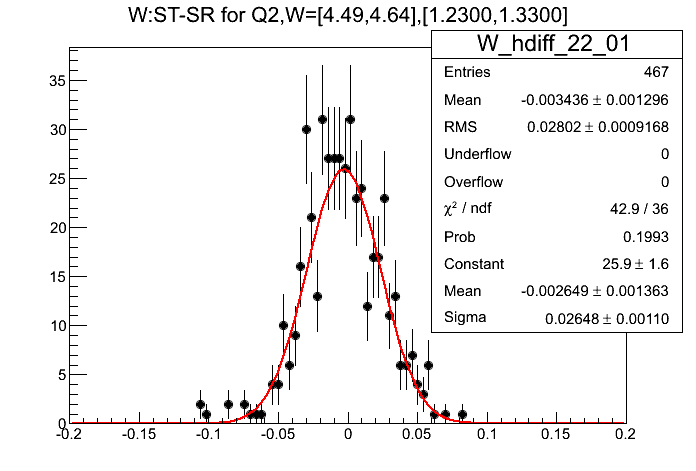 W:ST-SR for Q2,W=[4.49,4.64],[1.2300,1.3300]
W_hdiff_22_01
Entries 467
Mean -0.003436 ± 0.001296
RMS 0.02802 ± 0.0009168
Underflow 0
Overflow 0
χ² / ndf 42.9 / 36
Prob 0.1993
Constant 25.9 ± 1.6
Mean -0.002649 ± 0.001363
Sigma 0.02648 ± 0.00110
35
30
25
20
15
10
5
0
-0.2 -0.15 -0.1 -0.05 0 0.05 0.1 0.15 0.2